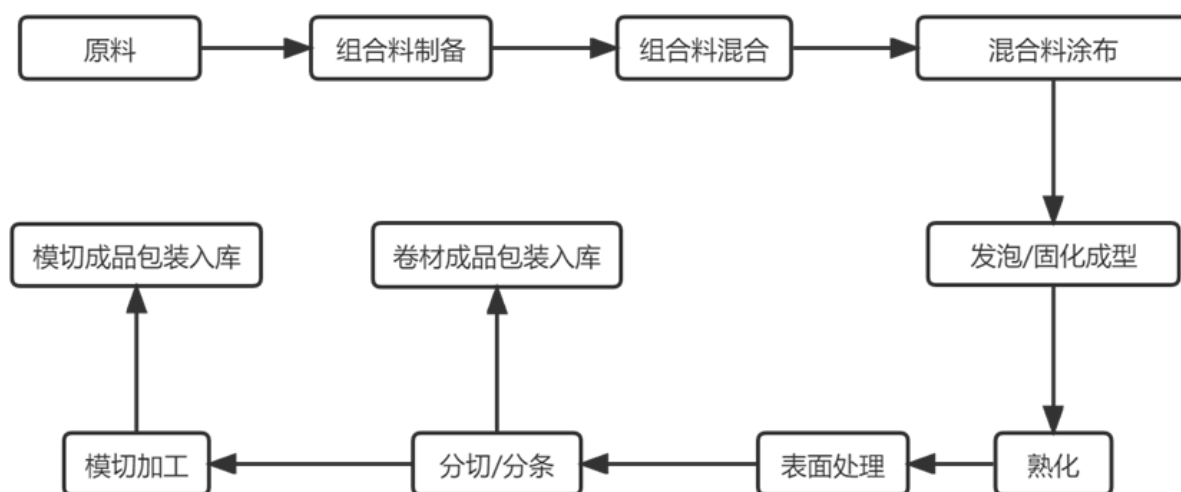 原料
组合料制备
组合料混合
混合料涂布
模切成品包装入库
卷材成品包装入库
发泡/固化成型
模切加工
分切/分条
表面处理
熟化